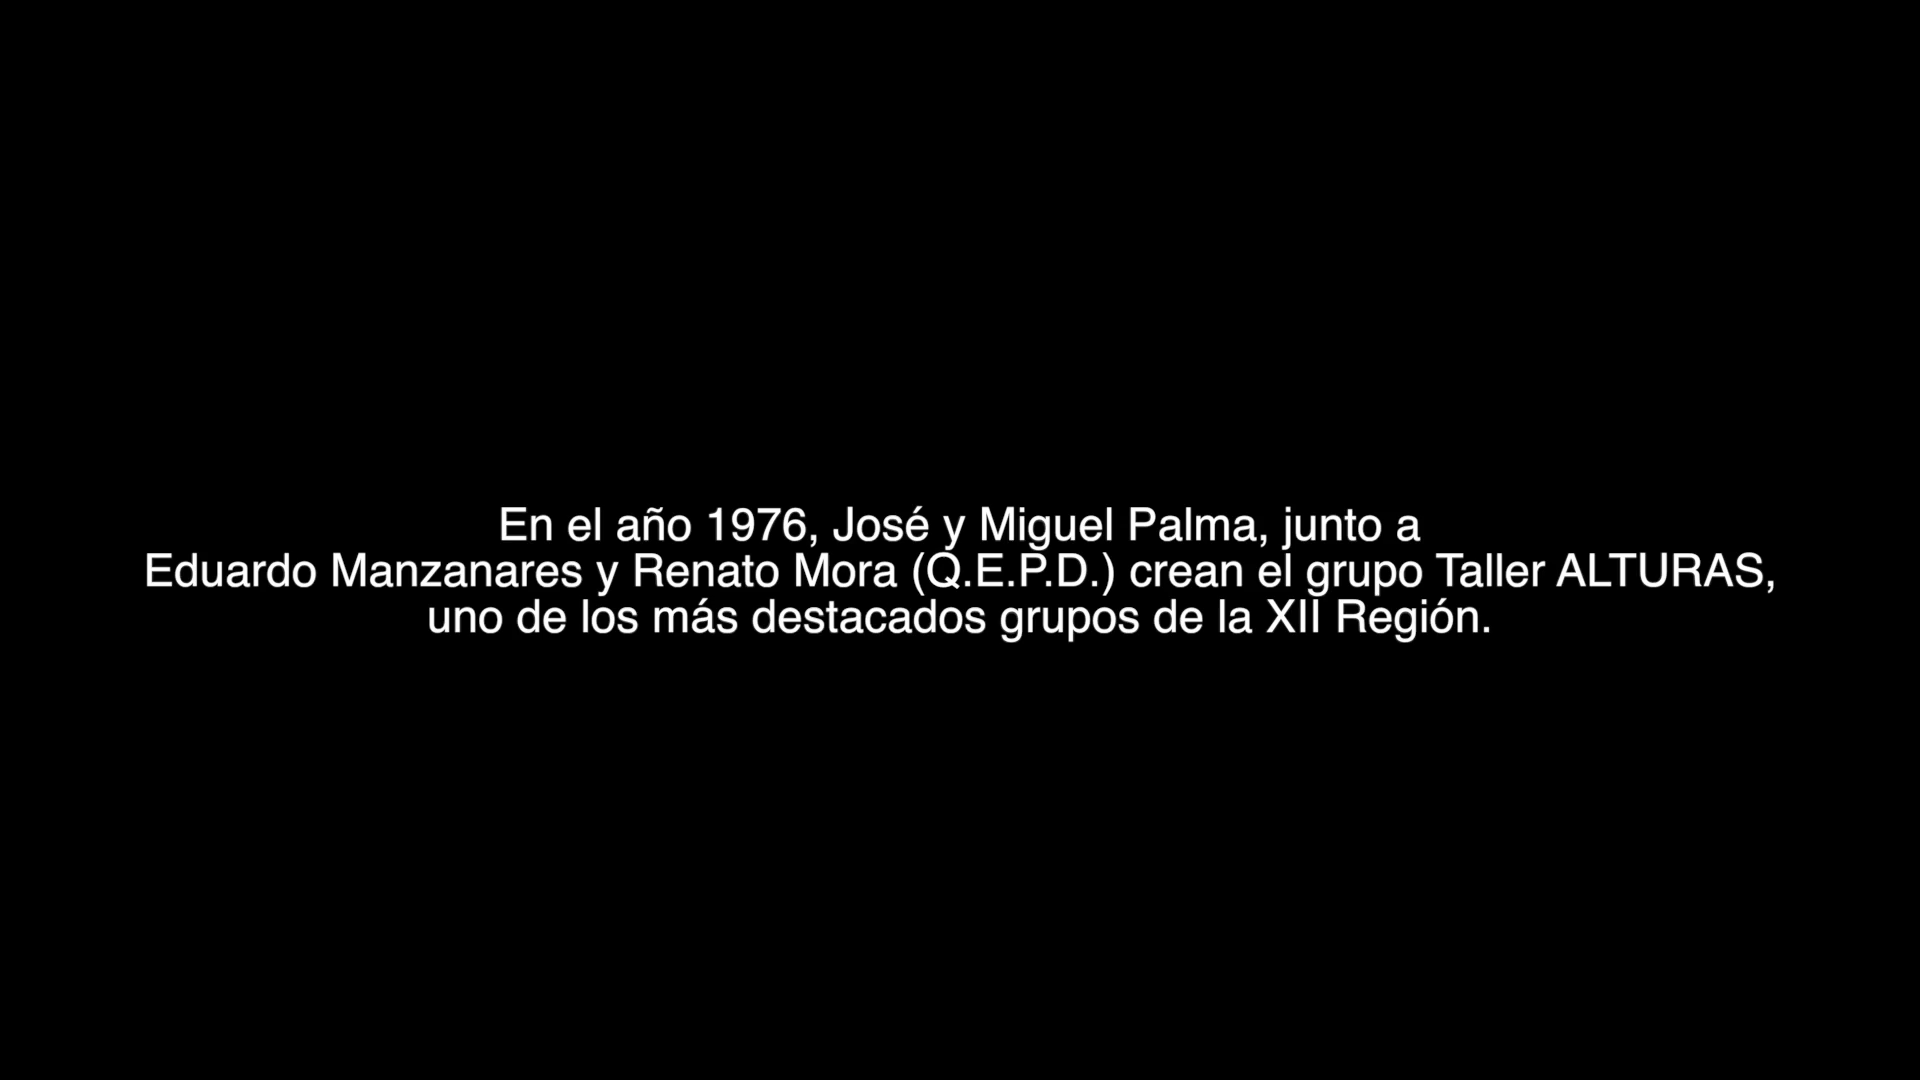 En el año 1976, José y Miguel Palma, junto a
Eduardo Manzanares y Renato Mora (Q.E.P.D.) crean el grupo Taller ALTURAS,
uno de los más destacados grupos de la XII Región.